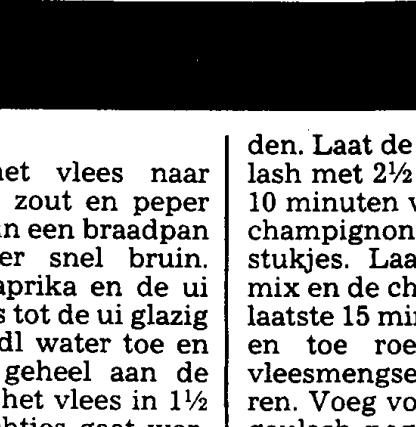 het vlees naar
zout en peper
in een braadpan
er snel bruin.
aprika en de ui
s tot de ui glazig
dl water toe en
geheel aan de
het vlees in 1½
den. Laat de
lash met 2½
10 minuten
champignon
stukjes. Laa
mix en de ch
laatste 15 mi
en toe roe
vleesmengse
ren. Voeg vo